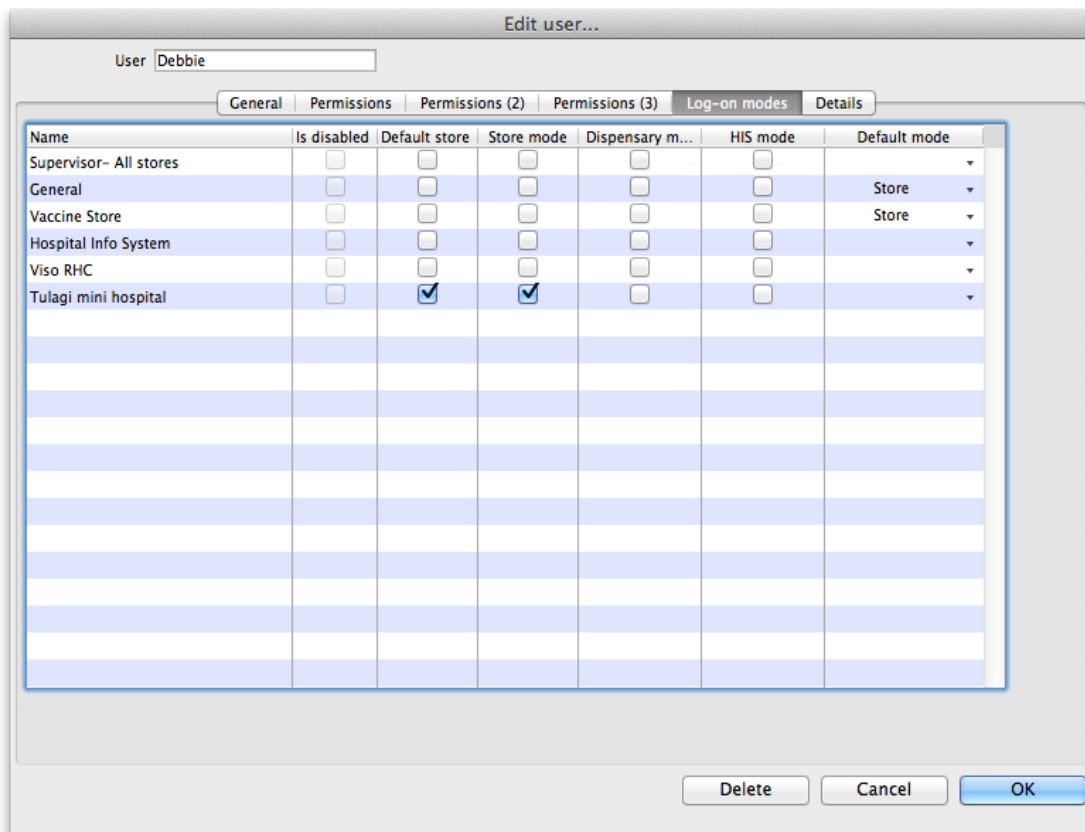 Edit user...
User Debbie
General Permissions Permissions (2) Permissions (3) Log-on modes Details
Name Is disabled Default store Store mode Dispensary m... HIS mode Default mode
Supervisor- All stores
General Store
Vaccine Store Store
Hospital Info System
Viso RHC
Tulagi mini hospital
Delete Cancel OK